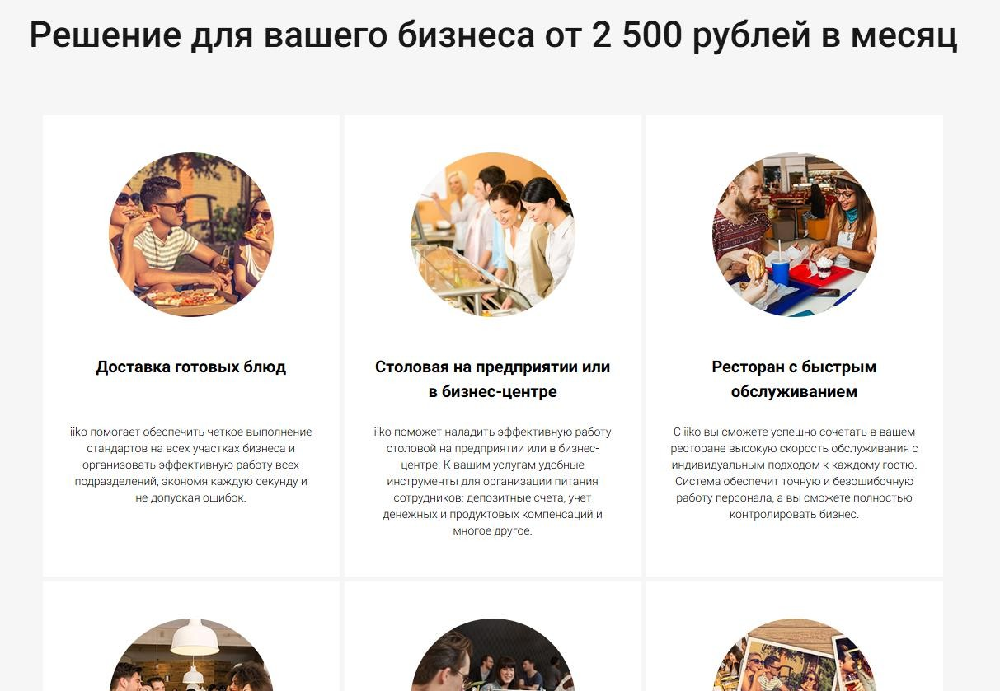 Решение для вашего бизнеса от 2 500 рублей в месяц
Доставка готовых блюд
iiko помогает обеспечить четкое выполнение
стандартов на всех участках бизнеса и
организовать эффективную работу всех
подразделений, экономя каждую секунду и
не допуская ошибок.
Столовая на предприятии или
в бизнес-центре
iiko поможет наладить эффективную работу
столовой на предприятии или в бизнес-
центре. К вашим услугам удобные
инструменты для организации питания
сотрудников: депозитные счета, учет
денежных и продуктовых компенсаций и
многое другое.
Ресторан с быстрым
обслуживанием
С iiko вы сможете успешно сочетать в вашем
ресторане высокую скорость обслуживания с
индивидуальным подходом к каждому гостю.
Система обеспечит точную и безошибочную
работу персонала, а вы сможете полностью
контролировать бизнес.